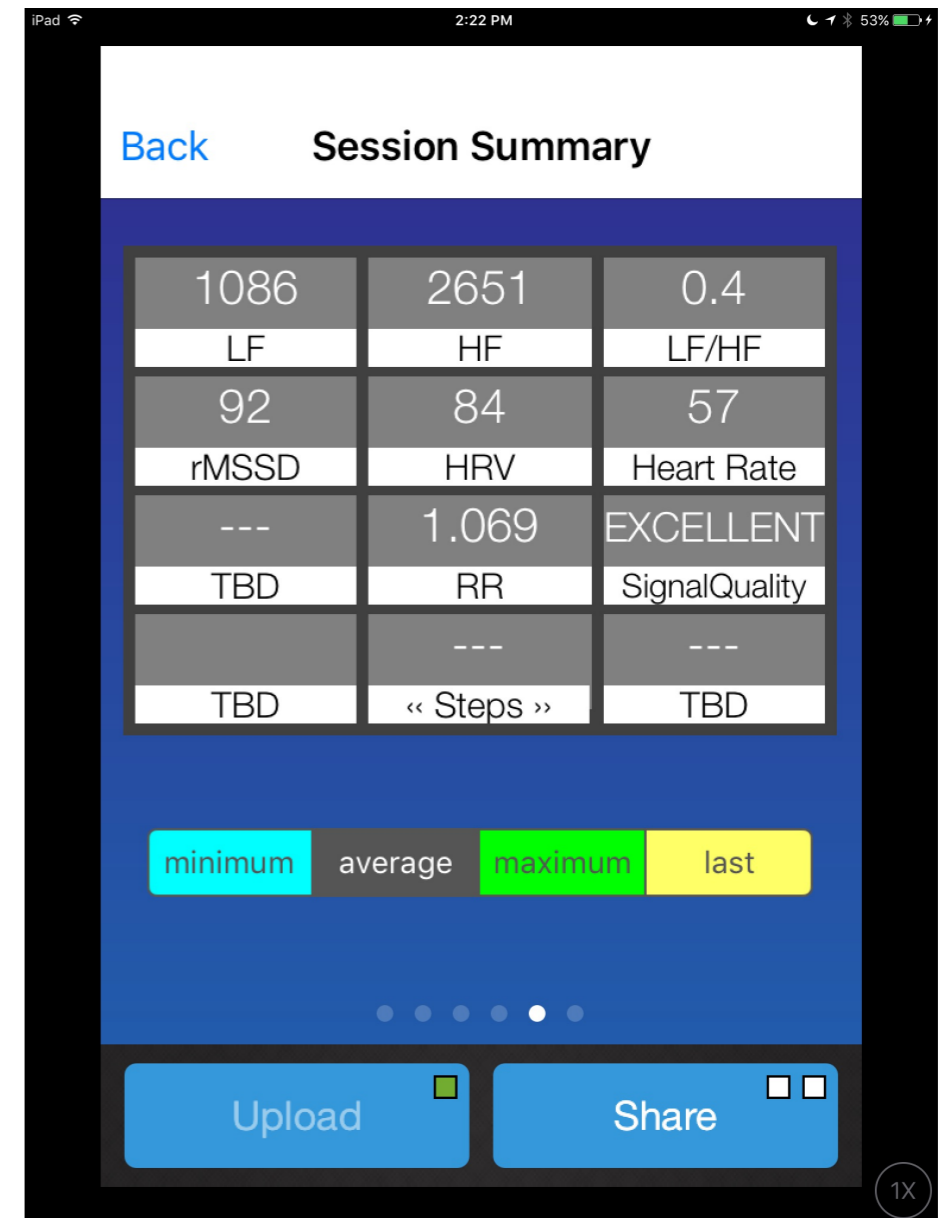 iPad 2:22 PM 53%
Back Session Summary
1086 2651 0.4
LF HF LF/HF
92 84 57
rMSSD HRV Heart Rate
--- 1.069 EXCELLENT
TBD RR SignalQuality
--- ---
TBD ‹‹ Steps ›› TBD
minimum average maximum last
Upload Share
1X